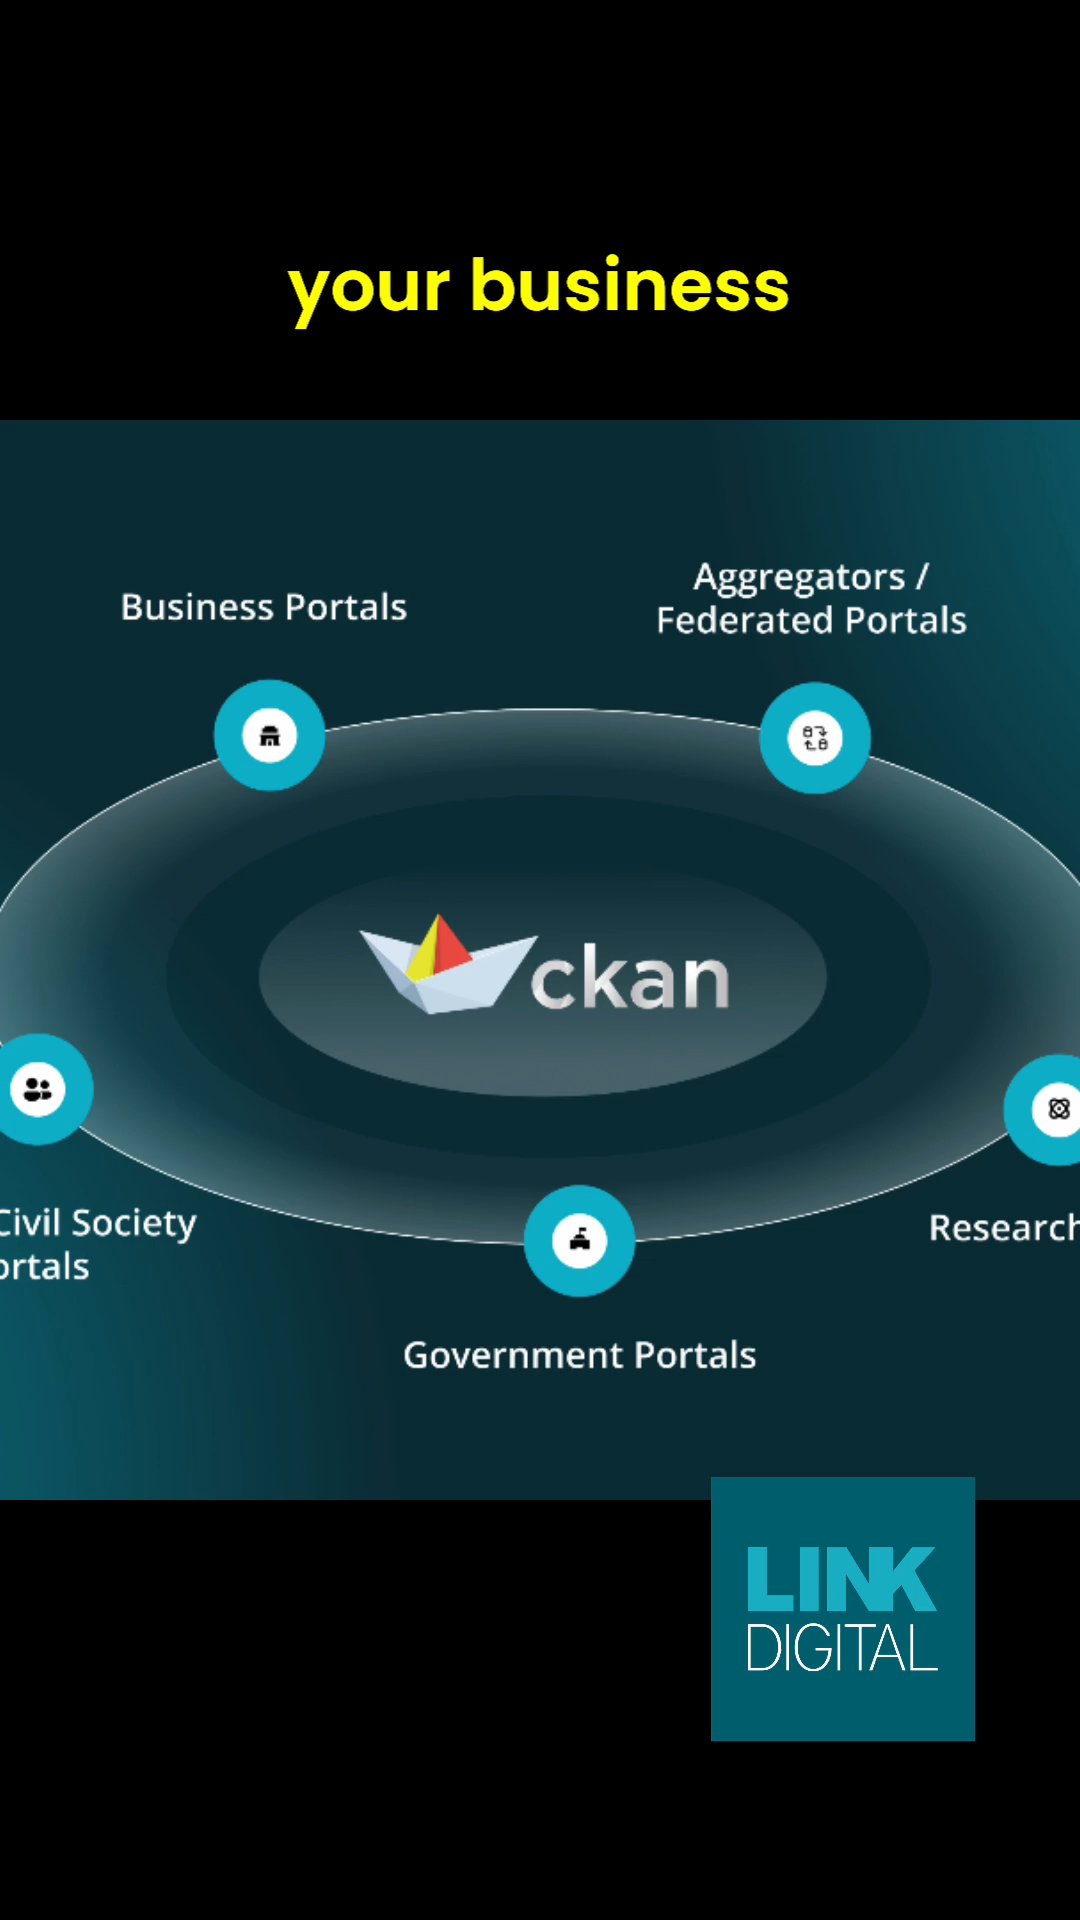 your business
Business Portals
Aggregators /
Federated Portals
ckan
Civil Society
ortals
Research
Government Portals
LINK
DIGITAL